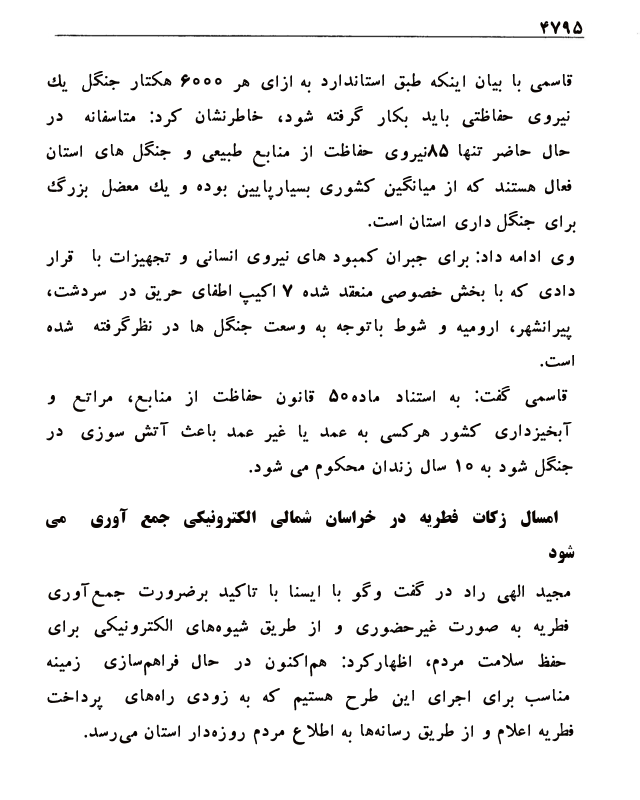 ۴۷۹۵
قاسمی با بیان اینکه طبق استاندارد به ازای هر ۶۰۰۰ هکتار جنگل یك
نیروی حفاظتی باید بکار گرفته شود، خاطرنشان کرد: متاسفانه در
حال حاضر تنها ۸۵نیروی حفاظت از منابع طبیعی و جنگل های استان
فعال هستند که از میانگین کشوری بسیارپایین بوده و یك معضل بزرگ
برای جنگل داری استان است.
وی ادامه داد: برای جبران کمبود های نیروی انسانی و تجهیزات با قرار
دادی که با بخش خصوصی منعقد شده ۷ اکیپ اطفای حریق در سردشت،
پیرانشهر، ارومیه و شوط باتوجه به وسعت جنگل ها در نظرگرفته شده
است.
قاسمی گفت: به استناد ماده۵۰ قانون حفاظت از منابع، مراتع و
آبخیزداری کشور هرکسی به عمد یا غیر عمد باعث آتش سوزی در
جنگل شود به ۱۰ سال زندان محکوم می شود.
امسال زکات فطریه در خراسان شمالی الکترونیکی جمع آوری می
شود
مجید الهی راد در گفت وگو با ایسنا با تاکید برضرورت جمع‌آوری
فطریه به صورت غیرحضوری و از طریق شیوه‌های الکترونیکی برای
حفظ سلامت مردم، اظهارکرد: هم‌اکنون در حال فراهم‌سازی زمینه
مناسب برای اجرای این طرح هستیم که به زودی راه‌های پرداخت
فطریه اعلام و از طریق رسانه‌ها به اطلاع مردم روزه‌دار استان می‌رسد.